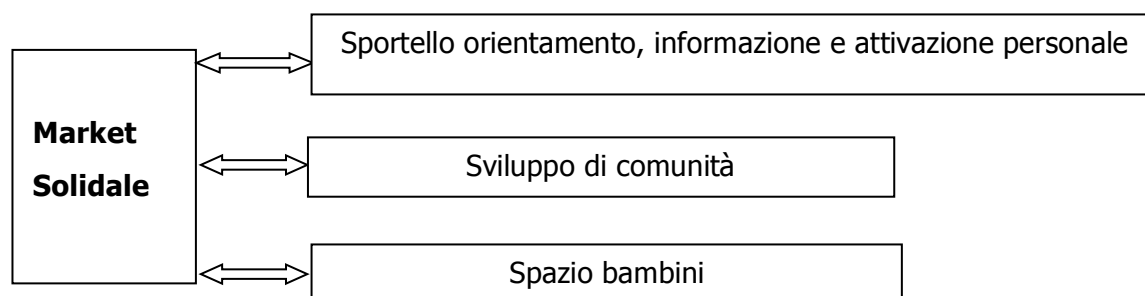 Sportello orientamento, informazione e attivazione personale
Market
Solidale
Sviluppo di comunità
Spazio bambini